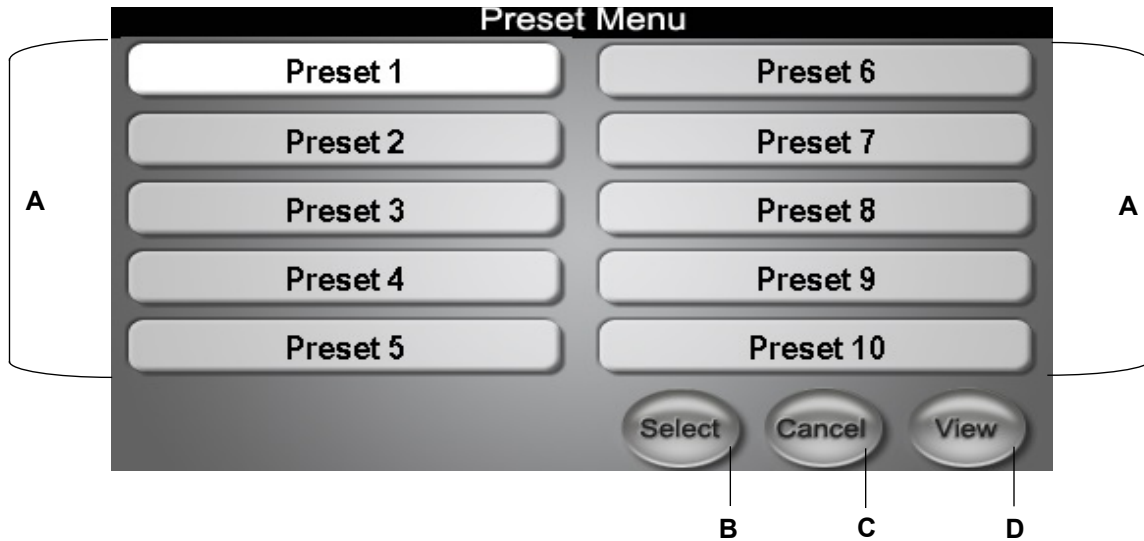 Preset Menu
Preset 1
Preset 2
Preset 3
Preset 4
Preset 5
Preset 6
Preset 7
Preset 8
Preset 9
Preset 10
Select Cancel View
A
A
B C D